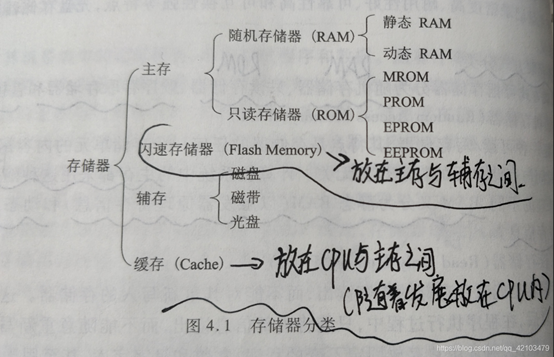 静态 RAM
随机存储器（RAM）
动态 RAM
主存
MROM
PROM
只读存储器（ROM）
EPROM
EEPROM
闪速存储器（Flash Memory）→放在主存与辅存之间
存储器
磁盘
辅存
磁带
光盘
缓存（Cache）→放在CPU与主存之间
（随着发展放在CPU内）
图 4.1 存储器分类
https://blog.csdn.net/qq_42103479